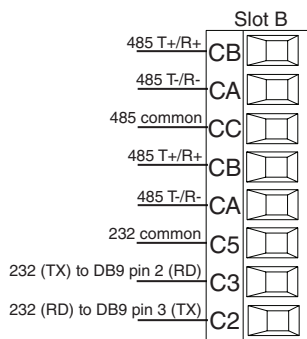 Slot B
485 T+/R+ CB
485 T-/R- CA
485 common CC
485 T+/R+ CB
485 T-/R- CA
232 common C5
232 (TX) to DB9 pin 2 (RD) C3
232 (RD) to DB9 pin 3 (TX) C2